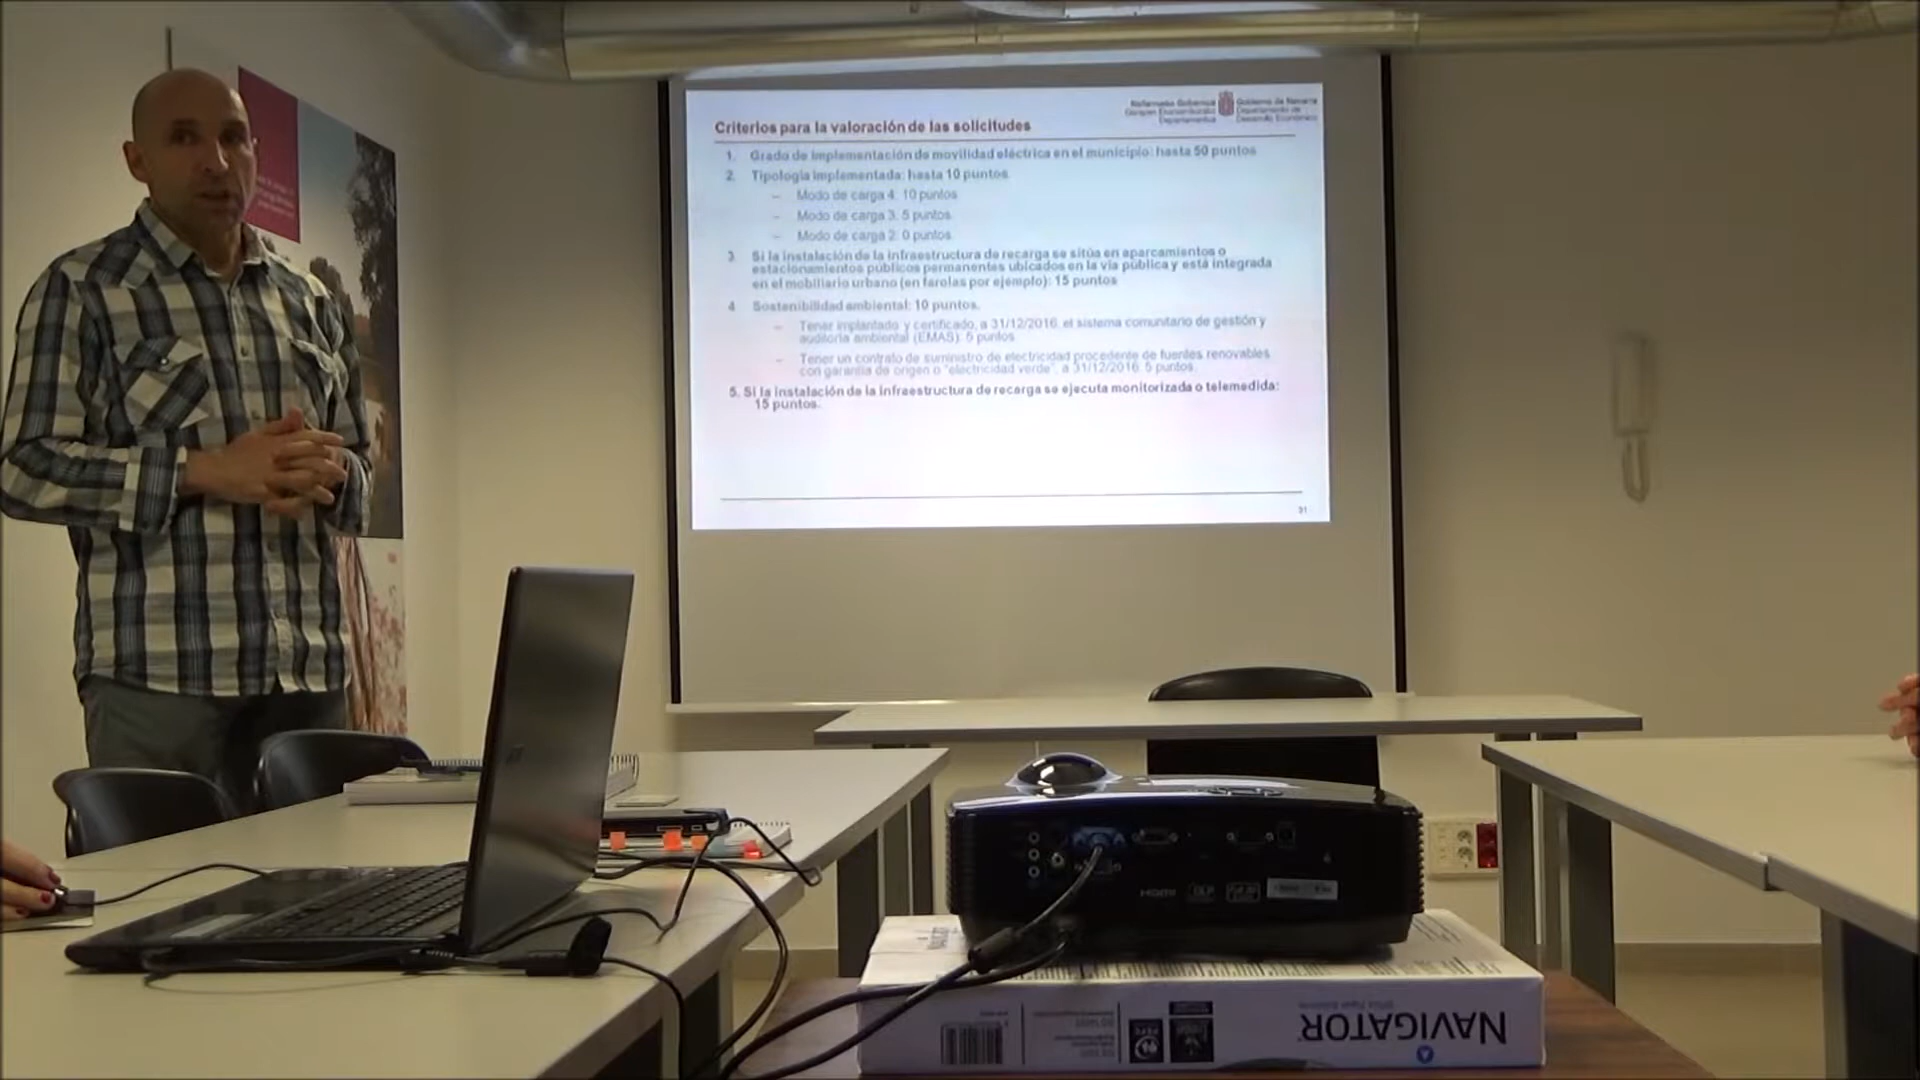 Gobierno de Navarra
Departamento de
Desarrollo Económico
Criterios para la valoración de las solicitudes
1. Grado de implementación de movilidad eléctrica en el municipio: hasta 50 puntos
2. Tipología implementada: hasta 10 puntos.
– Modo de carga 4: 10 puntos
– Modo de carga 3: 5 puntos
– Modo de carga 2: 0 puntos
3. Si la instalación de la infraestructura de recarga se sitúa en aparcamientos o
estacionamientos públicos permanentes ubicados en la vía pública y está integrada
en el mobiliario urbano (en farolas por ejemplo): 15 puntos
4. Sostenibilidad ambiental: 10 puntos.
– Tener implantado y certificado, a 31/12/2016, el sistema comunitario de gestión y
auditoría ambiental (EMAS): 5 puntos
– Tener un contrato de suministro de electricidad procedente de fuentes renovables
con garantía de origen o "electricidad verde", a 31/12/2016: 5 puntos.
5. Si la instalación de la infraestructura de recarga se ejecuta monitorizada o telemedida:
15 puntos.
31
HDMI
DLP
NAVIGATOR